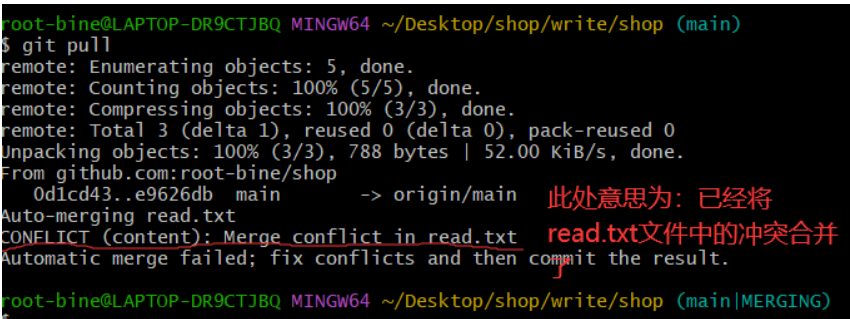 root-bine@LAPTOP-DR9CTJBQ MINGW64 ~/Desktop/shop/write/shop (main)
$ git pull
remote: Enumerating objects: 5, done.
remote: Counting objects: 100% (5/5), done.
remote: Compressing objects: 100% (3/3), done.
remote: Total 3 (delta 1), reused 0 (delta 0), pack-reused 0
Unpacking objects: 100% (3/3), 788 bytes | 52.00 KiB/s, done.
From github.com:root-bine/shop
0d1cd43..e9626db main -> origin/main
此处意思为：已经将
Auto-merging read.txt
CONFLICT (content): Merge conflict in read.txt
read.txt文件中的冲突合并
Automatic merge failed; fix conflicts and then commit the result.
了
root-bine@LAPTOP-DR9CTJBQ MINGW64 ~/Desktop/shop/write/shop (main|MERGING)